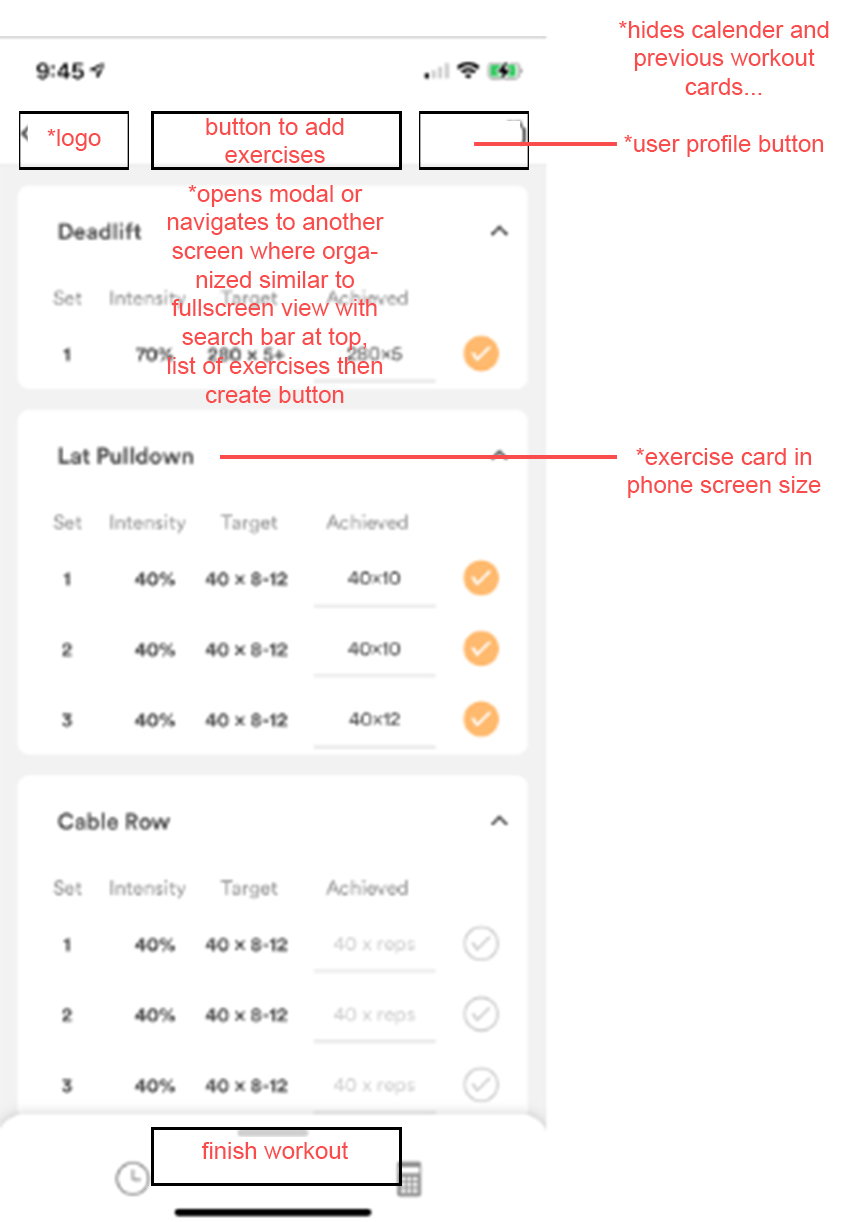 *hides calender and
previous workout
cards...
9:45
*logo
button to add
exercises
*user profile button
*opens modal or
navigates to another
screen where orga-
nized similar to
fullscreen view with
search bar at top,
list of exercises then
create button
Deadlift
Set Intensity Target Achieved
1 70% 280 x 5+ 280x5
Lat Pulldown
*exercise card in
phone screen size
Set Intensity Target Achieved
1 40% 40 x 8-12 40x10
2 40% 40 x 8-12 40x10
3 40% 40 x 8-12 40x12
Cable Row
Set Intensity Target Achieved
1 40% 40 x 8-12 40 x reps
2 40% 40 x 8-12 40 x reps
3 40% 40 x 8-12 40 x reps
finish workout